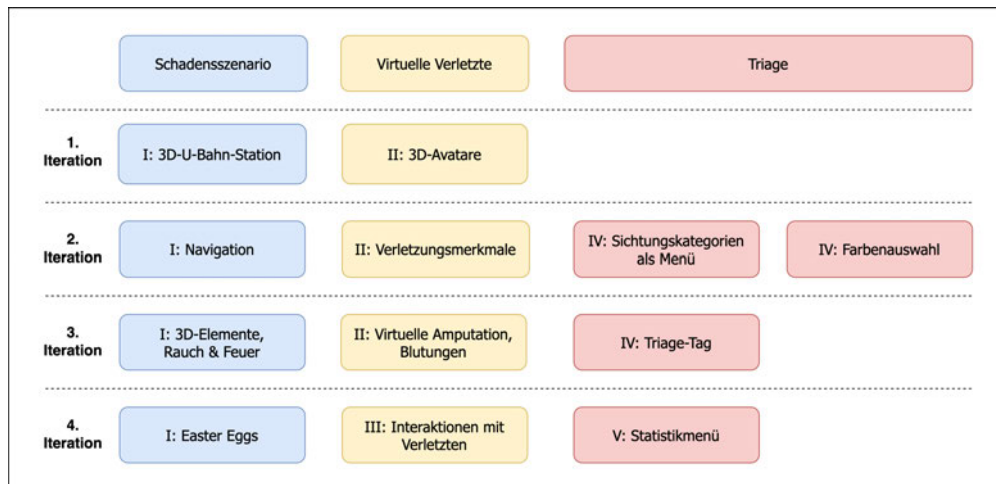 Schadensszenario
Virtuelle Verletzte
Triage
1.
Iteration
I: 3D-U-Bahn-Station
II: 3D-Avatare
2.
Iteration
I: Navigation
II: Verletzungsmerkmale
IV: Sichtungskategorien
als Menü
IV: Farbenauswahl
3.
Iteration
I: 3D-Elemente,
Rauch & Feuer
II: Virtuelle Amputation,
Blutungen
IV: Triage-Tag
4.
Iteration
I: Easter Eggs
III: Interaktionen mit
Verletzten
V: Statistikmenü